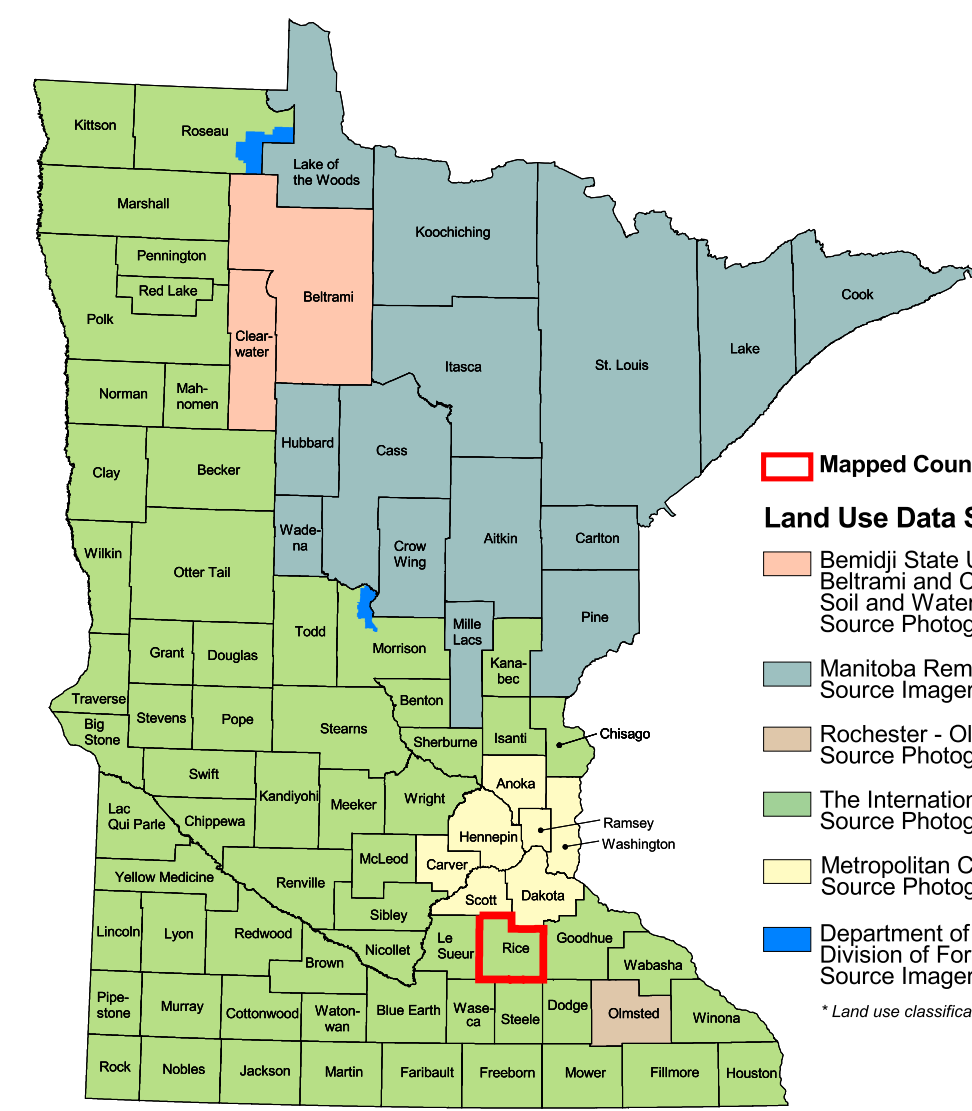 Kittson
Roseau
Lake of
the Woods
Marshall
Koochiching
Pennington
Red Lake
Beltrami
Cook
Polk
Clear-
water
Lake
Itasca
St. Louis
Norman
Mah-
nomen
Hubbard
Cass
Clay
Becker
Mapped Coun
Land Use Data S
Wade-
na
Crow
Wing
Aitkin
Carlton
Wilkin
Otter Tail
Bemidji State U
Beltrami and C
Soil and Water
Source Photog
Todd
Mille
Lacs
Pine
Grant
Douglas
Morrison
Kana-
bec
Manitoba Rem
Source Imager
Traverse
Benton
Big
Stone
Stevens
Pope
Stearns
Sherburne
Isanti
Chisago
Rochester - Ol
Source Photog
Swift
Anoka
Kandiyohi
Meeker
Wright
Lac
Qui Parle
Chippewa
Ramsey
Hennepin
Washington
The Internation
Source Photog
McLeod
Carver
Yellow Medicine
Renville
Scott
Dakota
Metropolitan C
Source Photog
Sibley
Lincoln
Lyon
Redwood
Nicollet
Le
Sueur
Rice
Goodhue
Brown
Wabasha
Department of
Division of For
Source Imager
Pipe-
stone
Murray
Cottonwood
Waton-
wan
Blue Earth
Wase-
ca
Steele
Dodge
Olmsted
Winona
* Land use classifica
Rock
Nobles
Jackson
Martin
Faribault
Freeborn
Mower
Fillmore
Houston